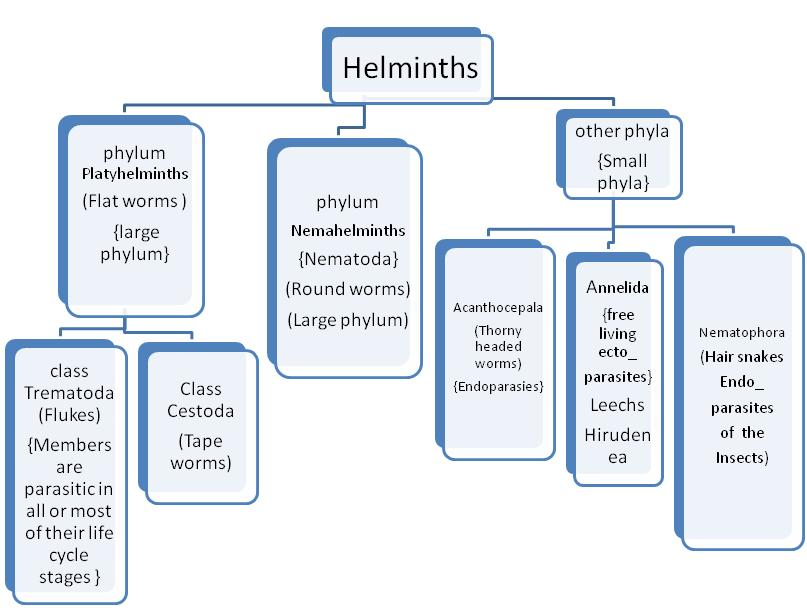 Helminths
phylum
Platyhelminths
(Flat worms )
{large
phylum}
phylum
Nemahelminths
{Nematoda}
(Round worms)
(Large phylum)
other phyla
{Small
phyla}
class
Trematoda
(Flukes)
{Members
are
parasitic in
all or most
of their life
cycle
stages }
Class
Cestoda
(Tape
worms)
Acanthocepala
(Thorny
headed
worms)
{Endoparasies}
Annelida
{free
living
ecto_
parasites}
Leechs
Hiruden
ea
Nematophora
(Hair snakes
Endo_
parasites
of the
Insects)